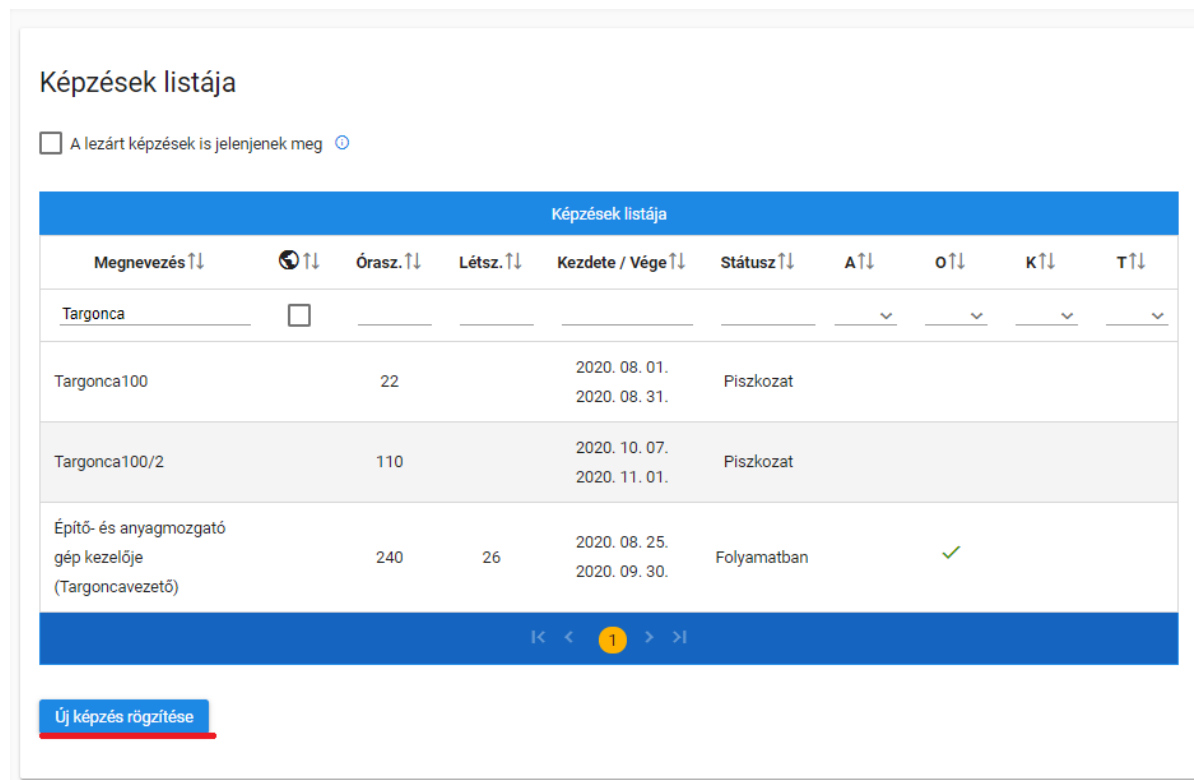 Képzések listája
A lezárt képzések is jelenjenek meg
Képzések listája
Megnevezés Órasz. Létsz. Kezdete / Vége Státusz A O K T
Targonca
Targonca100 22 2020. 08. 01. 2020. 08. 31. Piszkozat
Targonca100/2 110 2020. 10. 07. 2020. 11. 01. Piszkozat
Építő- és anyagmozgató
gép kezelője
(Targoncavezető) 240 26 2020. 08. 25. 2020. 09. 30. Folyamatban
1
Új képzés rögzítése